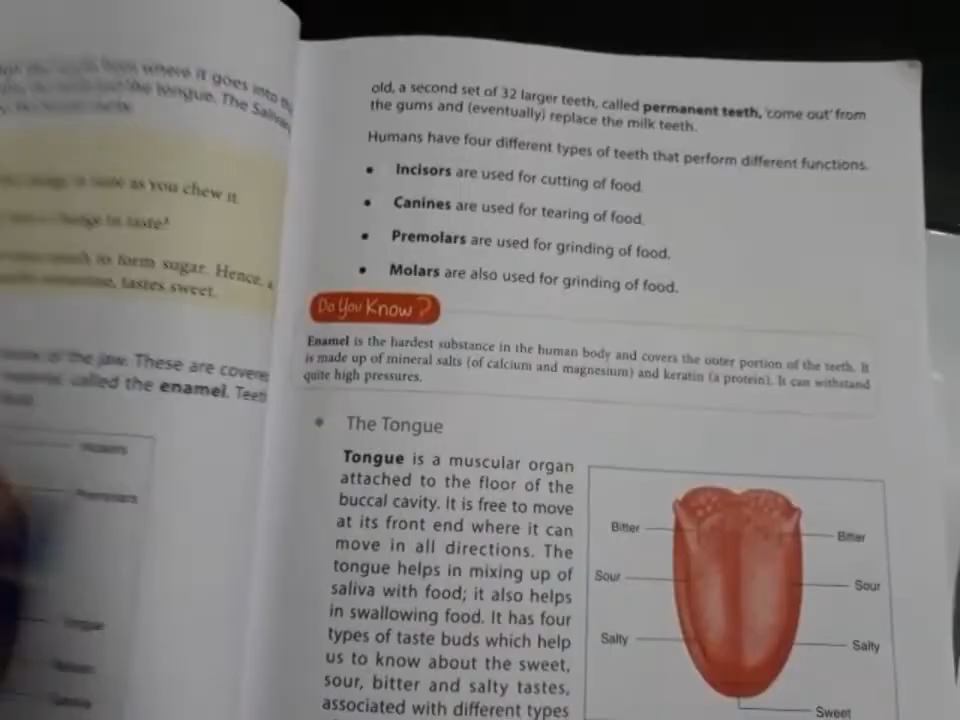 where it goes into
the tongue. The Saliva
taste as you chew it.
change in taste?
to form sugar. Hence, a
tastes sweet.
of the jaw. These are covere
called the enamel. Teet
old, a second set of 32 larger teeth, called permanent teeth, 'come out' from
the gums and (eventually) replace the milk teeth.
Humans have four different types of teeth that perform different functions.
• Incisors are used for cutting of food.
• Canines are used for tearing of food.
• Premolars are used for grinding of food.
• Molars are also used for grinding of food.
Do You Know?
Enamel is the hardest substance in the human body and covers the outer portion of the teeth. It
is made up of mineral salts (of calcium and magnesium) and keratin (a protein). It can withstand
quite high pressures.
• The Tongue
Tongue is a muscular organ
attached to the floor of the
buccal cavity. It is free to move
at its front end where it can
move in all directions. The
tongue helps in mixing up of
saliva with food; it also helps
in swallowing food. It has four
types of taste buds which help
us to know about the sweet,
sour, bitter and salty tastes,
associated with different types
Bitter Bitter
Sour Sour
Salty Salty
Sweet